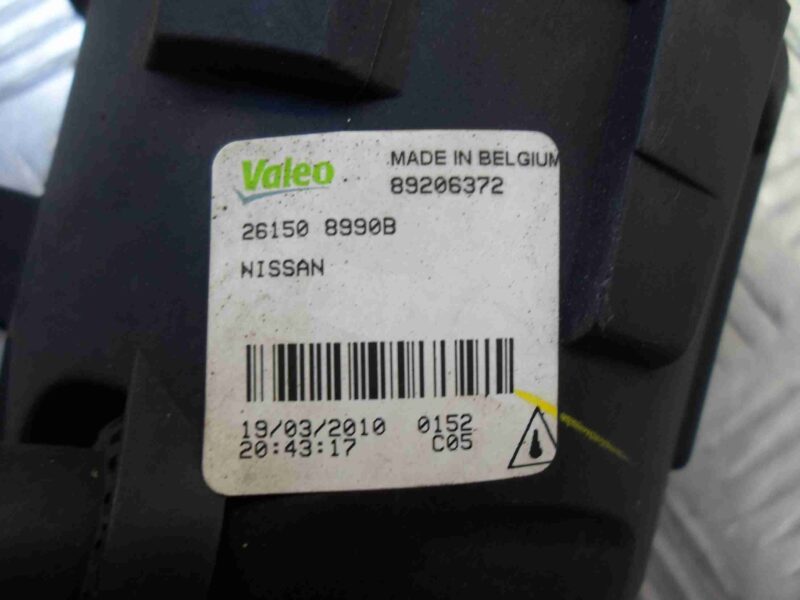 Valeo
MADE IN BELGIUM
89206372
26150 8990B
NISSAN
19/03/2010 0152
20:43:17 C05